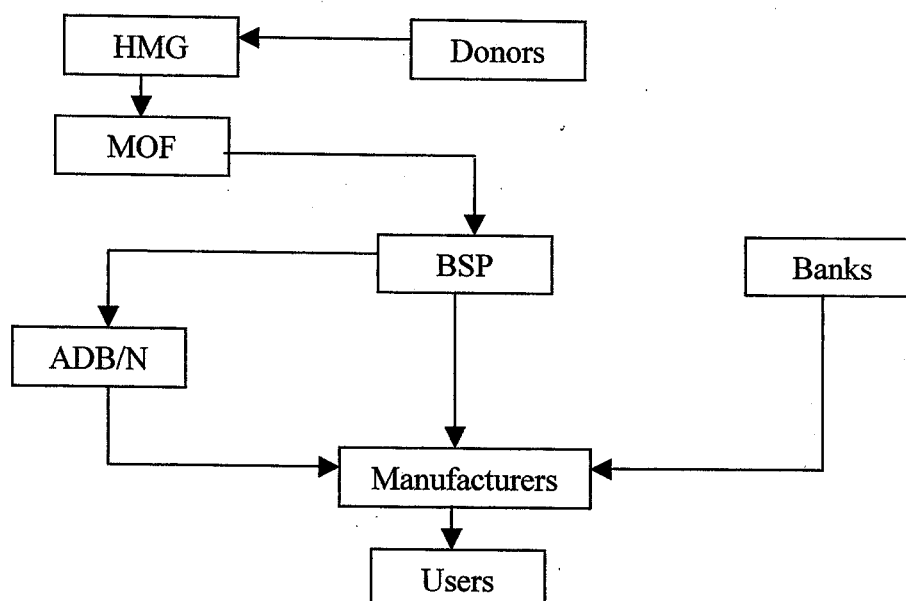 HMG
Donors
MOF
BSP
Banks
ADB/N
Manufacturers
Users